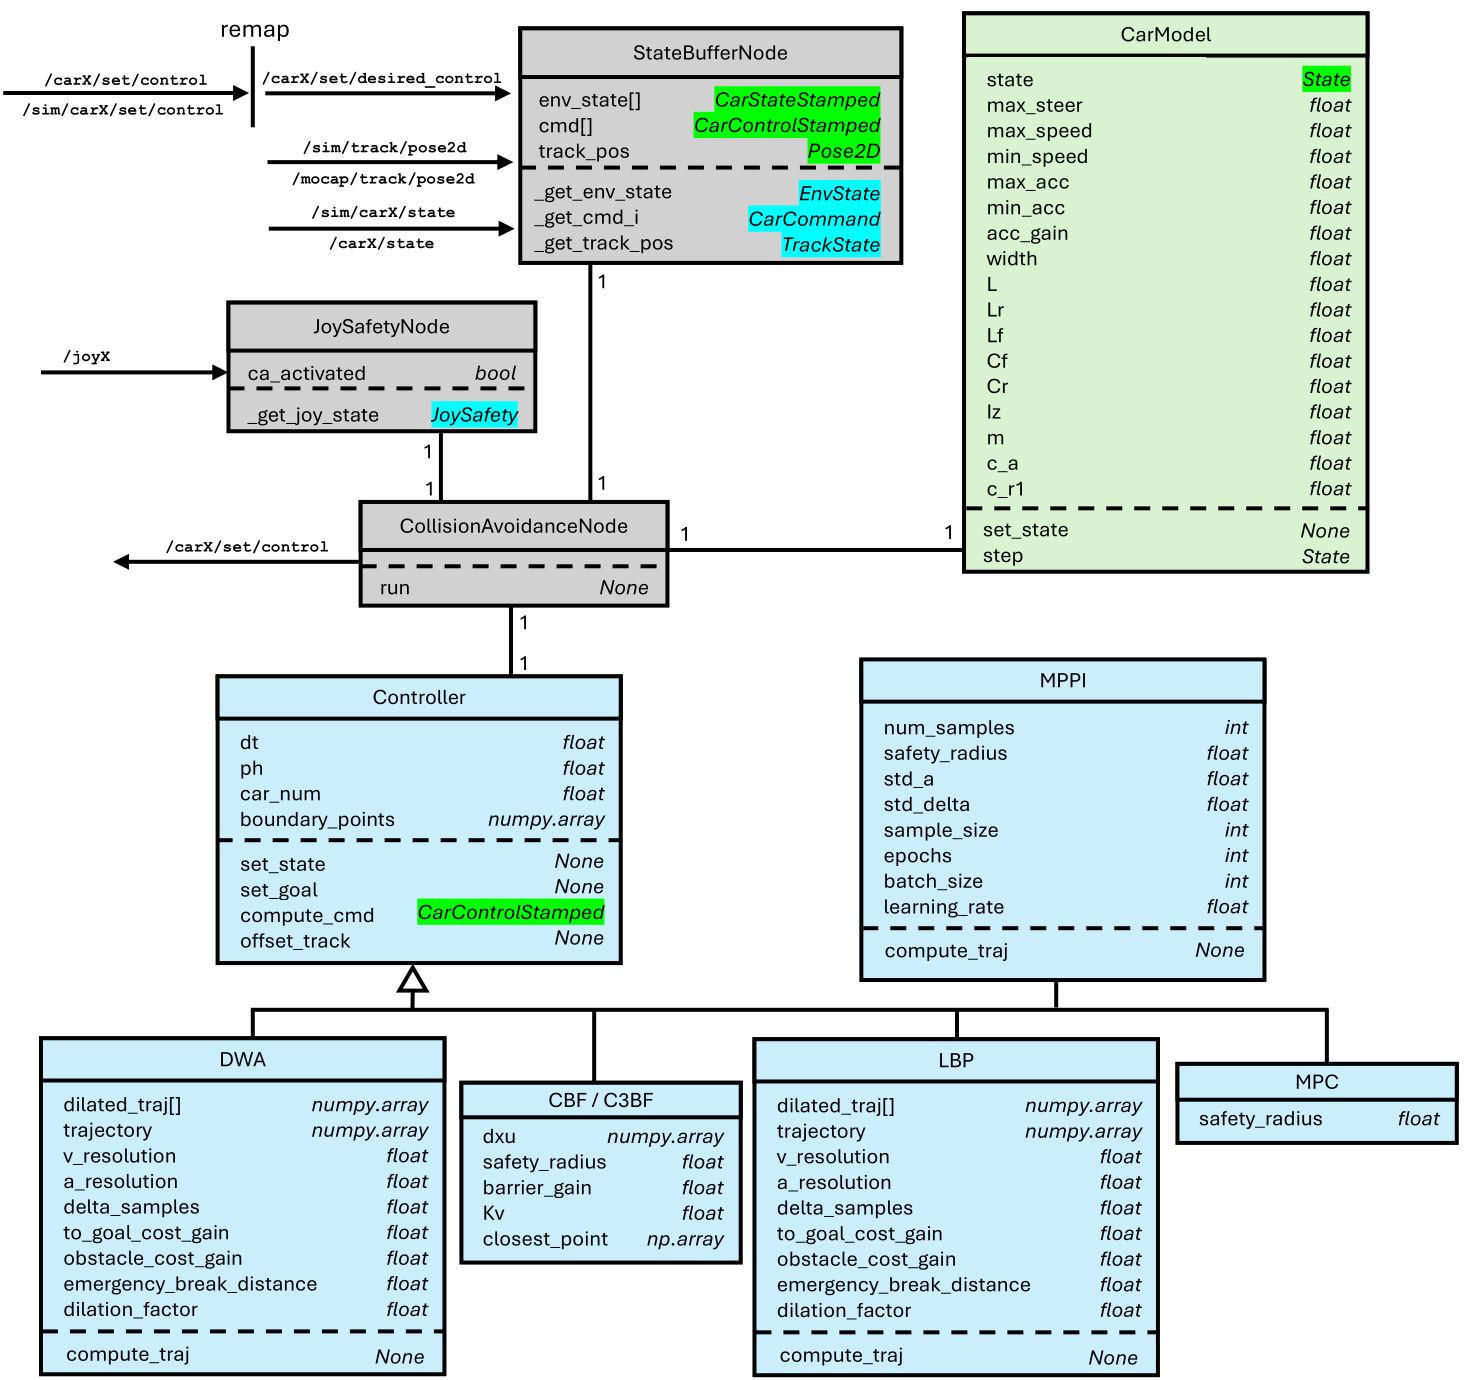 remap
/carX/set/control
/sim/carX/set/control
/carX/set/desired_control
/sim/track/pose2d
/mocap/track/pose2d
/sim/carX/state
/carX/state
StateBufferNode
env_state[] CarStateStamped
cmd[] CarControlStamped
track_pos Pose2D
_get_env_state EnvState
_get_cmd_i CarCommand
_get_track_pos TrackState
1
1
CarModel
state State
max_steer float
max_speed float
min_speed float
max_acc float
min_acc float
acc_gain float
width float
L float
Lr float
Lf float
Cf float
Cr float
Iz float
m float
c_a float
c_r1 float
set_state None
step State
/joyX
JoySafetyNode
ca_activated bool
_get_joy_state JoySafety
1
1
CollisionAvoidanceNode
run None
1
1
/carX/set/control
1
1
Controller
dt float
ph float
car_num float
boundary_points numpy.array
set_state None
set_goal None
compute_cmd CarControlStamped
offset_track None
MPPI
num_samples int
safety_radius float
std_a float
std_delta float
sample_size int
epochs int
batch_size int
learning_rate float
compute_traj None
DWA
dilated_traj[] numpy.array
trajectory numpy.array
v_resolution float
a_resolution float
delta_samples float
to_goal_cost_gain float
obstacle_cost_gain float
emergency_break_distance float
dilation_factor float
compute_traj None
CBF / C3BF
dxu numpy.array
safety_radius float
barrier_gain float
Kv float
closest_point np.array
LBP
dilated_traj[] numpy.array
trajectory numpy.array
v_resolution float
a_resolution float
delta_samples float
to_goal_cost_gain float
obstacle_cost_gain float
emergency_break_distance float
dilation_factor float
compute_traj None
MPC
safety_radius float